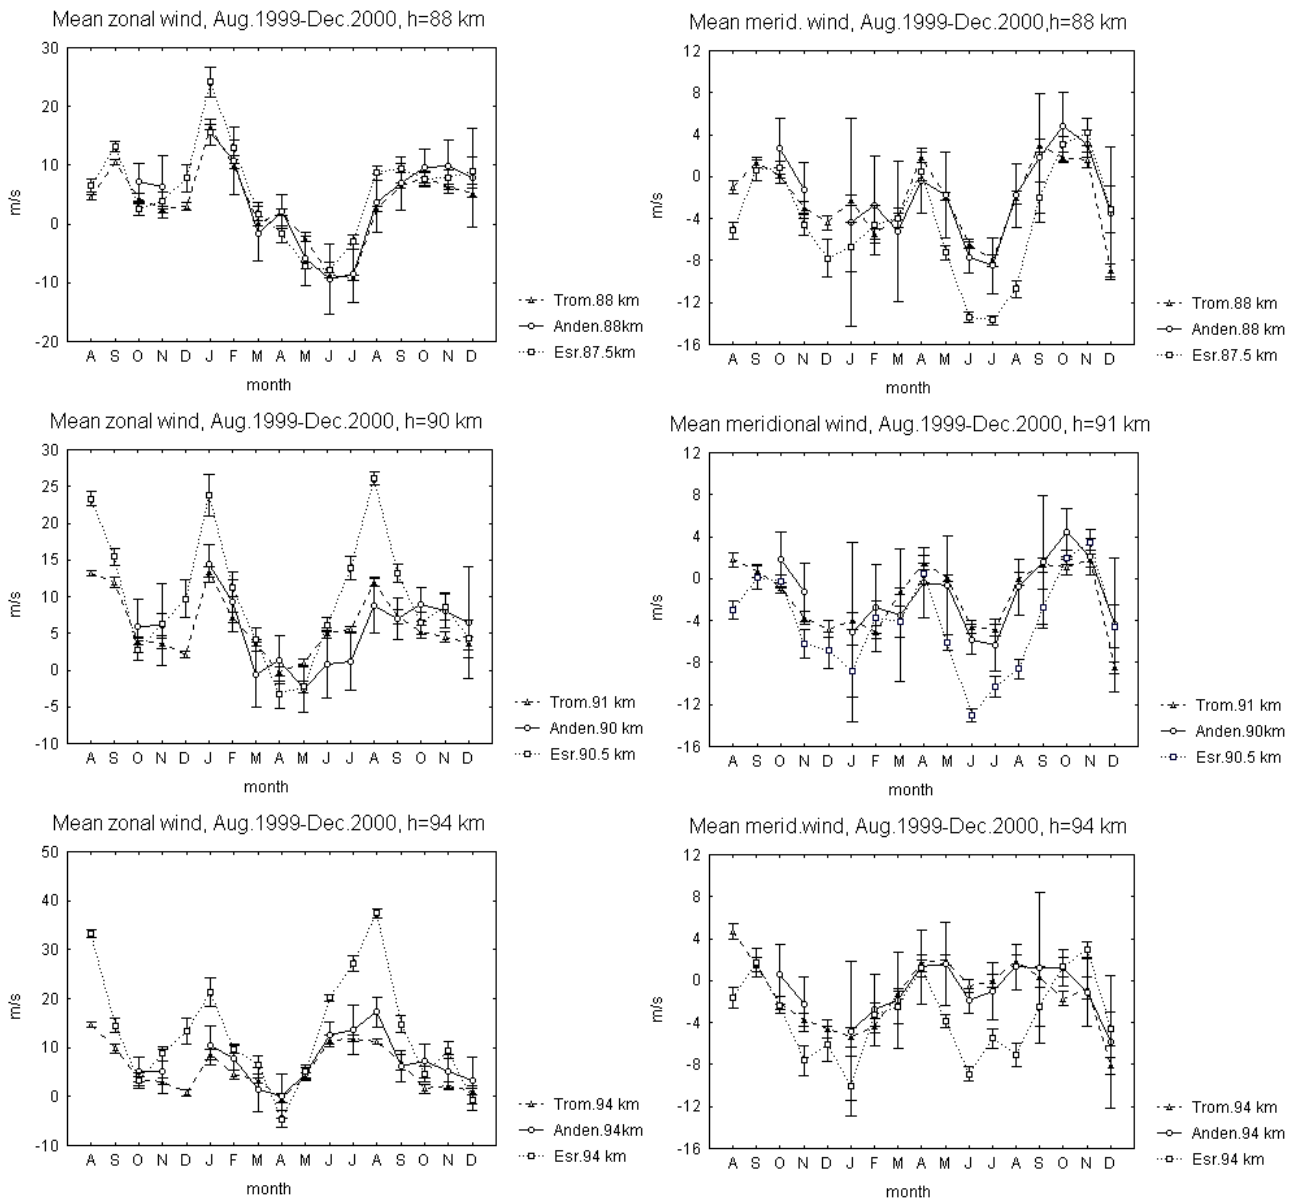 Mean zonal wind, Aug.1999-Dec.2000, h=88 km
30
20
10
0
-10
-20
m/s
A S O N D J F M A M J J A S O N D
month
Trom.88 km
Anden.88km
Esr.87.5km
Mean merid. wind, Aug.1999-Dec.2000,h=88 km
12
8
4
0
-4
-8
-12
-16
m/s
A S O N D J F M A M J J A S O N D
month
Trom.88 km
Anden.88 km
Esr.87.5 km
Mean zonal wind, Aug.1999-Dec.2000, h=90 km
30
25
20
15
10
5
0
-5
-10
m/s
A S O N D J F M A M J J A S O N D
month
Trom.91 km
Anden.90 km
Esr.90.5 km
Mean meridional wind, Aug.1999-Dec.2000, h=91 km
12
8
4
0
-4
-8
-12
-16
m/s
A S O N D J F M A M J J A S O N D
month
Trom.91 km
Anden.90km
Esr.90.5 km
Mean zonal wind, Aug.1999-Dec.2000, h=94 km
50
40
30
20
10
0
-10
m/s
A S O N D J F M A M J J A S O N D
month
Trom.94 km
Anden.94km
Esr.94 km
Mean merid.wind, Aug.1999-Dec.2000, h=94 km
12
8
4
0
-4
-8
-12
-16
m/s
A S O N D J F M A M J J A S O N D
month
Trom.94 km
Anden.94 km
Esr.94 km